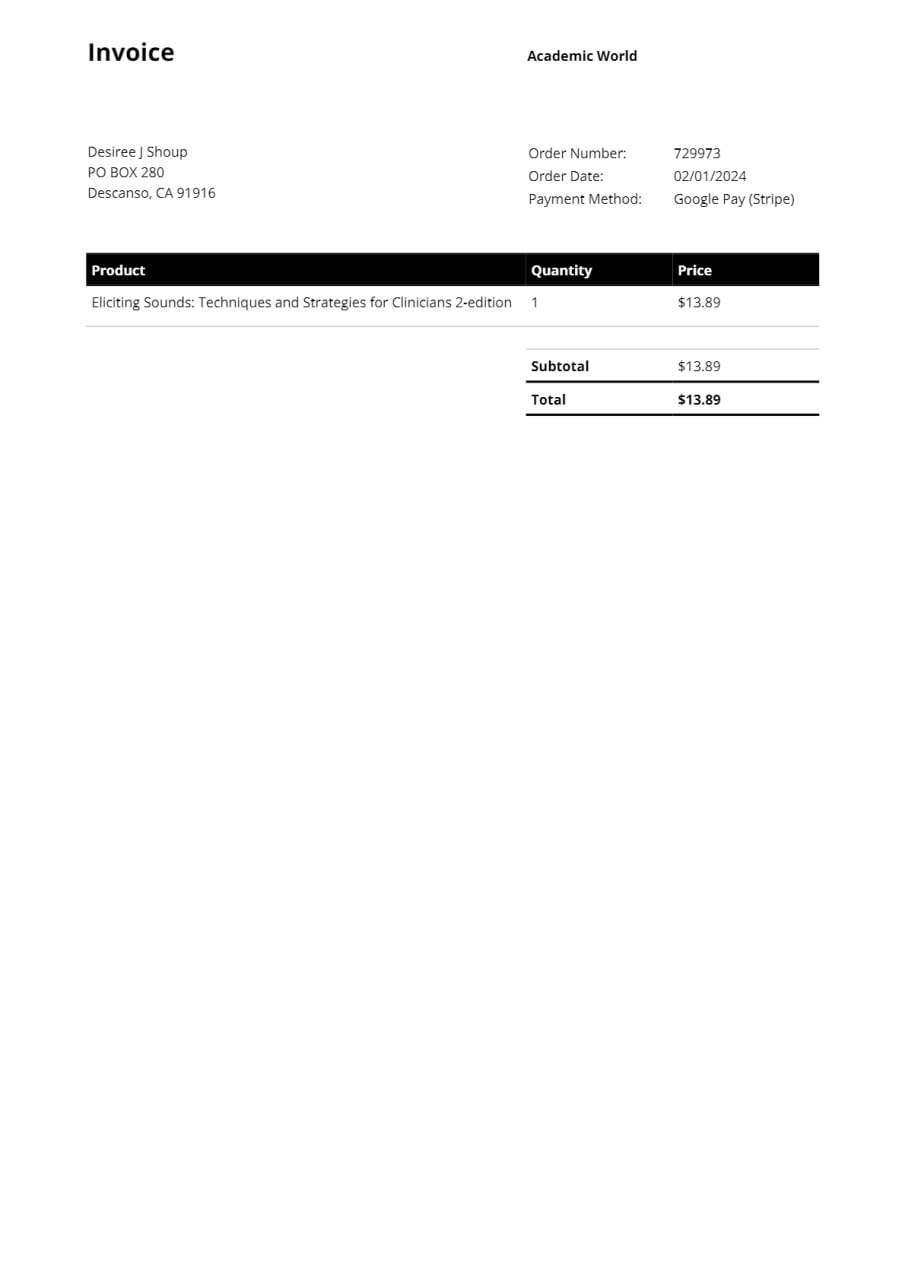 Invoice
Academic World
Desiree J Shoup
PO BOX 280
Descanso, CA 91916
Order Number: 729973
Order Date: 02/01/2024
Payment Method: Google Pay (Stripe)
Product Quantity Price
Eliciting Sounds: Techniques and Strategies for Clinicians 2-edition 1 $13.89
Subtotal $13.89
Total $13.89